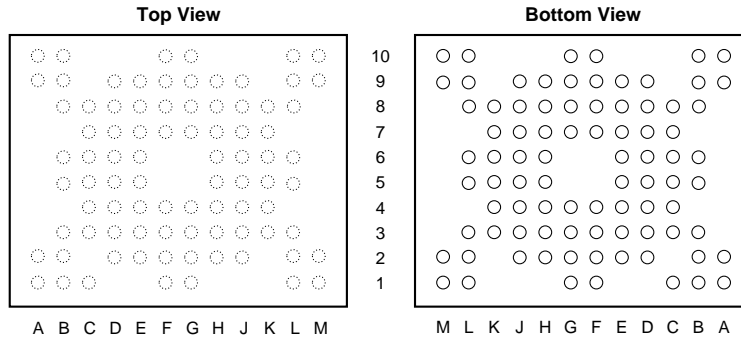 Top View
Bottom View
10
9
8
7
6
5
4
3
2
1
A B C D E F G H J K L M
M L K J H G F E D C B A